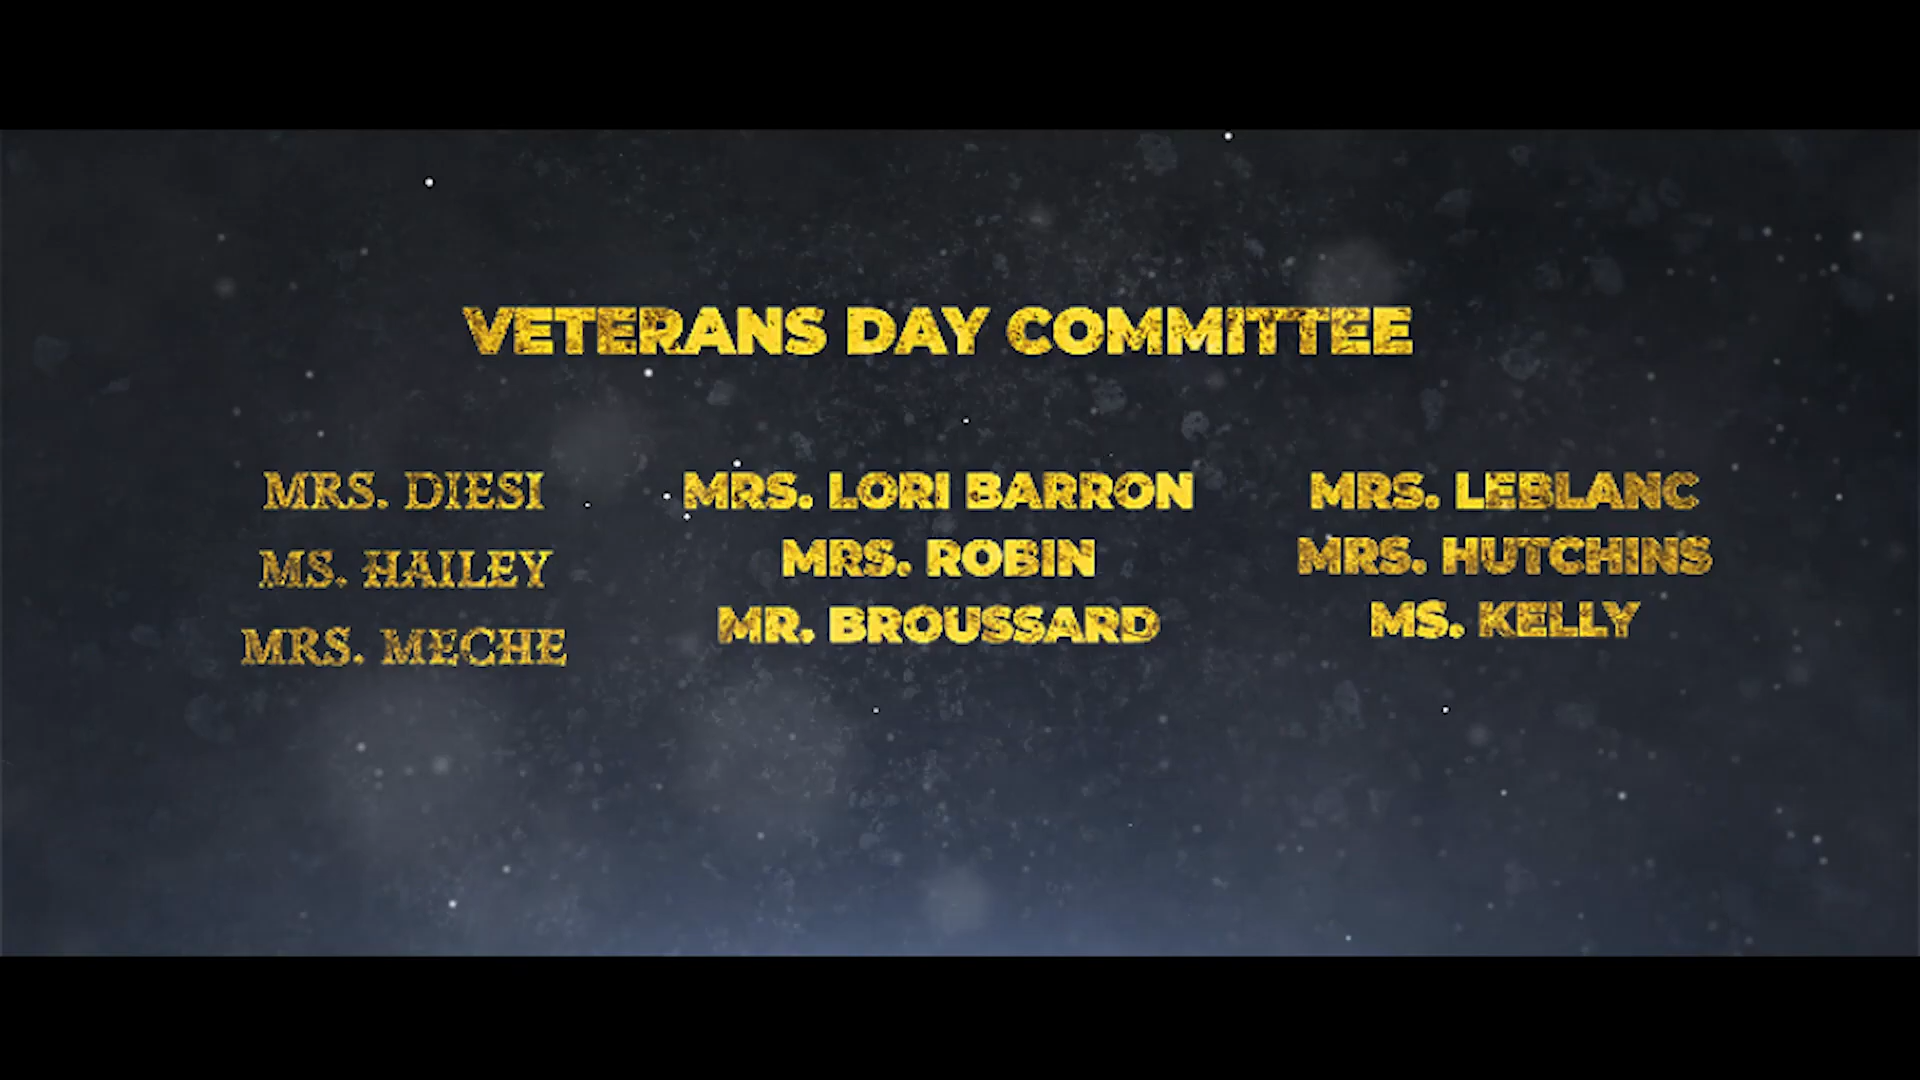 VETERANS DAY COMMITTEE
MRS. DIESI
MS. HAILEY
MRS. MECHE
MRS. LORI BARRON
MRS. ROBIN
MR. BROUSSARD
MRS. LEBLANC
MRS. HUTCHINS
MS. KELLY